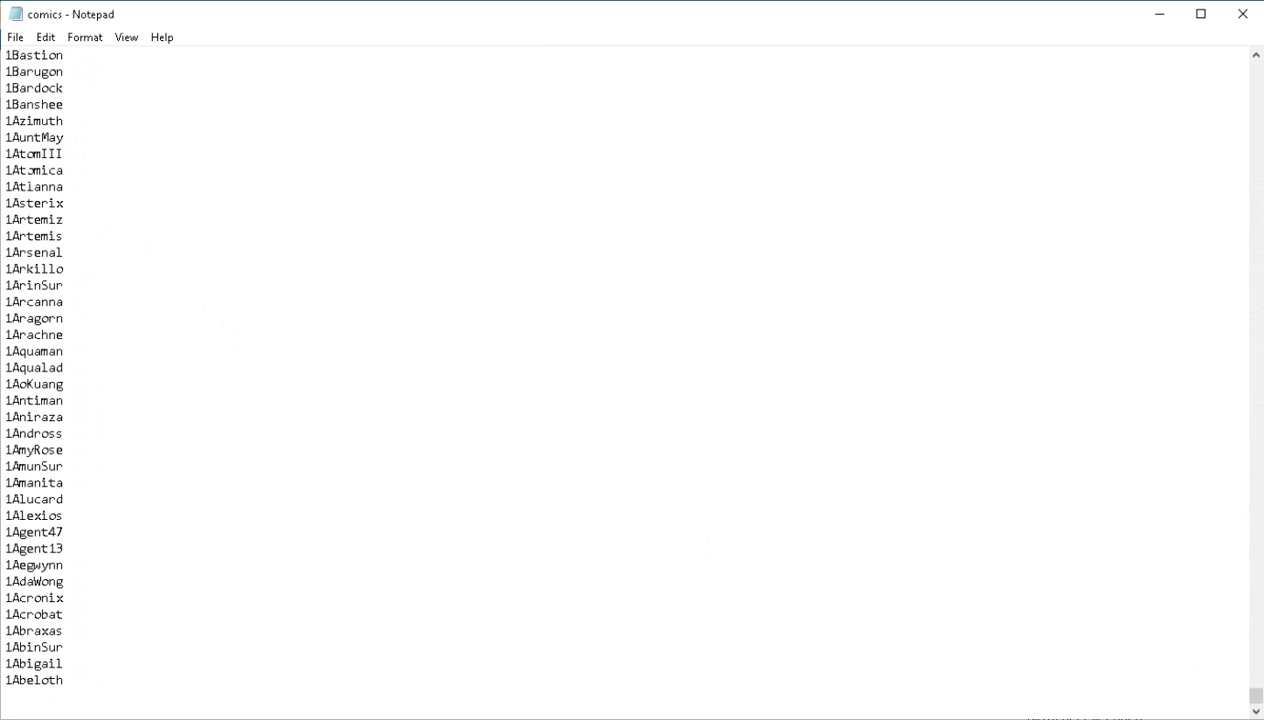 comics - Notepad
File Edit Format View Help
1Bastion
1Barugon
1Bardock
1Banshee
1Azimuth
1AuntMay
1AtomIII
1Atomica
1Atlanna
1Asterix
1Artemiz
1Artemis
1Arsenal
1Arkillo
1ArinSur
1Arcanna
1Aragorn
1Arachne
1Aquaman
1Aqualad
1AoKuang
1Antiman
1Aniraza
1Andross
1AmyRose
1AmunSur
1Amanita
1Alucard
1Alexios
1Agent47
1Agent13
1Aegwynn
1AdaWong
1Acronix
1Acrobat
1Abraxas
1AbinSur
1Abigail
1Abeloth